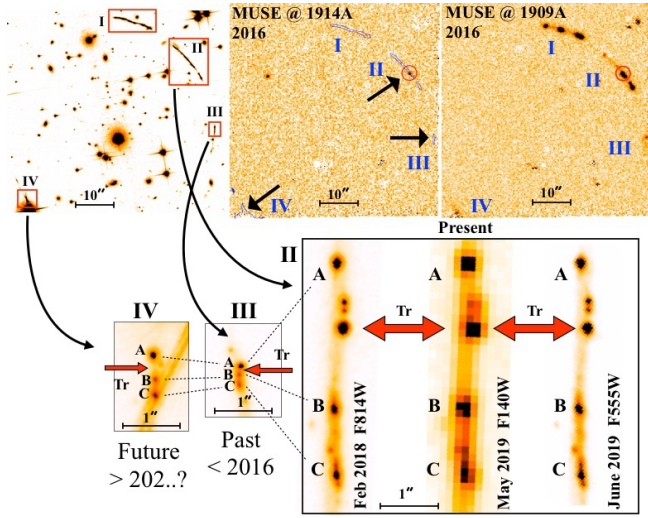 I
II
III
IV
10"
MUSE @ 1914A
2016
I
II
III
IV
10"
MUSE @ 1909A
2016
I
II
III
IV
10"
Present
II
A
B
C
Tr
Feb 2018 F814W
A
B
C
1"
Tr
May 2019 F140W
A
B
C
June 2019 F555W
IV
A
B
C
Tr
1"
Future
> 202..?
III
A
B
C
Tr
1"
Past
< 2016